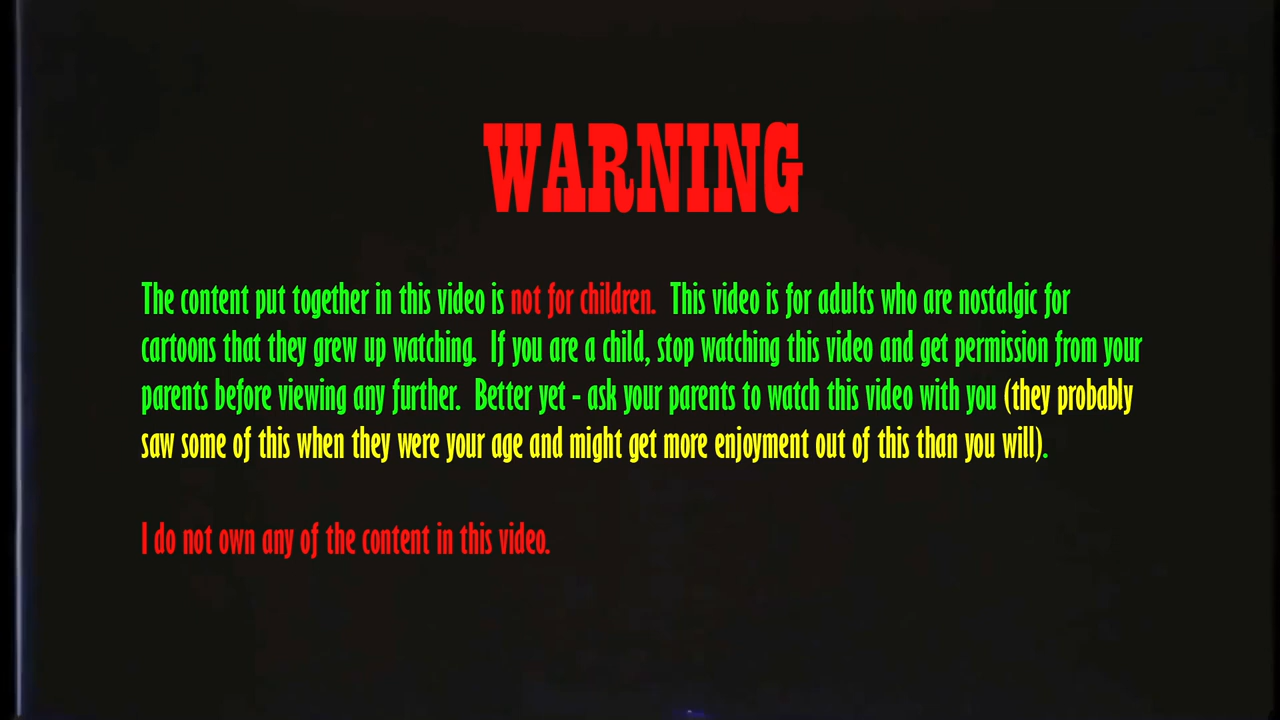 WARNING
The content put together in this video is not for children.  This video is for adults who are nostalgic for
cartoons that they grew up watching.  If you are a child, stop watching this video and get permission from your
parents before viewing any further.  Better yet - ask your parents to watch this video with you (they probably
saw some of this when they were your age and might get more enjoyment out of this than you will).
I do not own any of the content in this video.